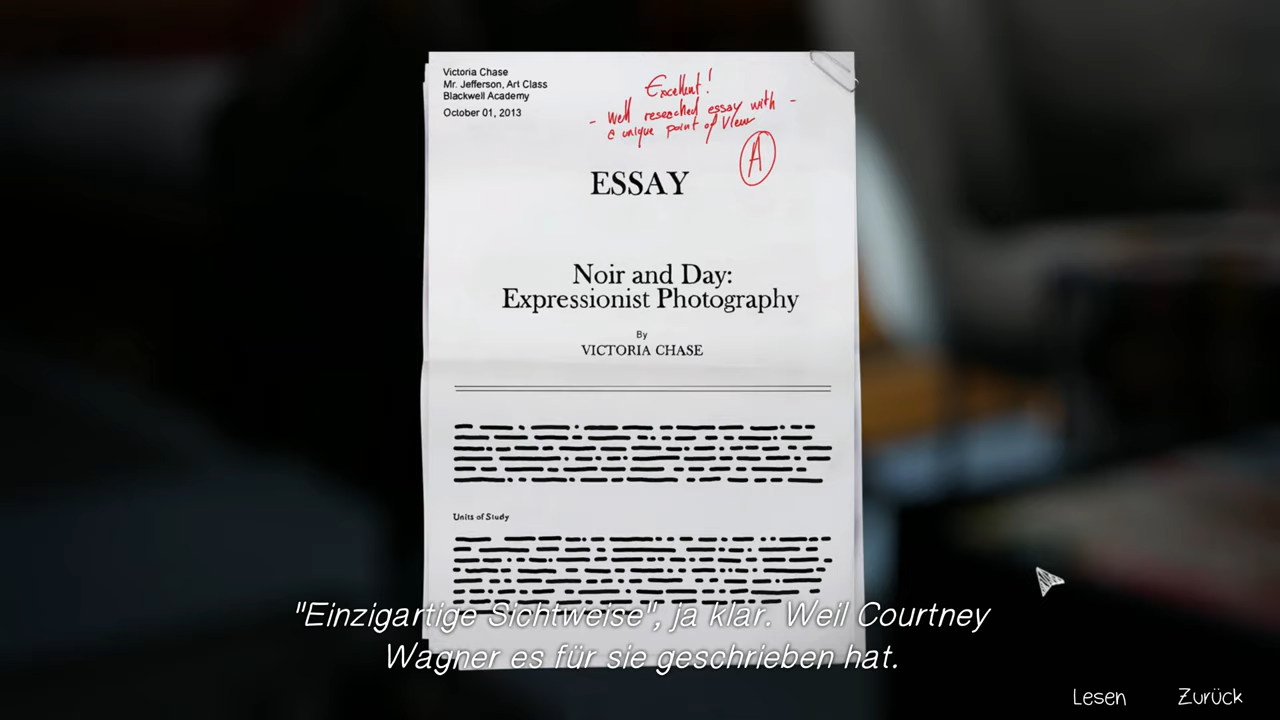 Victoria Chase
Mr. Jefferson, Art Class
Blackwell Academy
October 01, 2013
Excellent!
- Well reseached essay with -
a unique point of View
A
ESSAY
Noir and Day:
Expressionist Photography
By
VICTORIA CHASE
Units of Study
"Einzigartige Sichtweise", ja klar. Weil Courtney
Wagner es für sie geschrieben hat.
Lesen Zurück